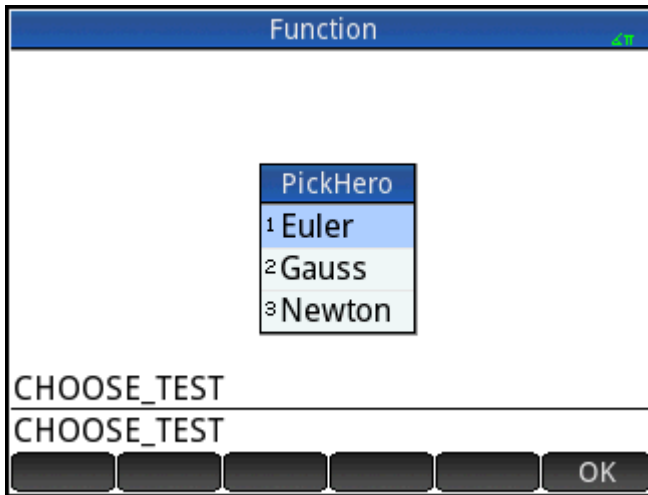 Function
∡π
PickHero
1 Euler
2 Gauss
3 Newton
CHOOSE_TEST
CHOOSE_TEST
OK